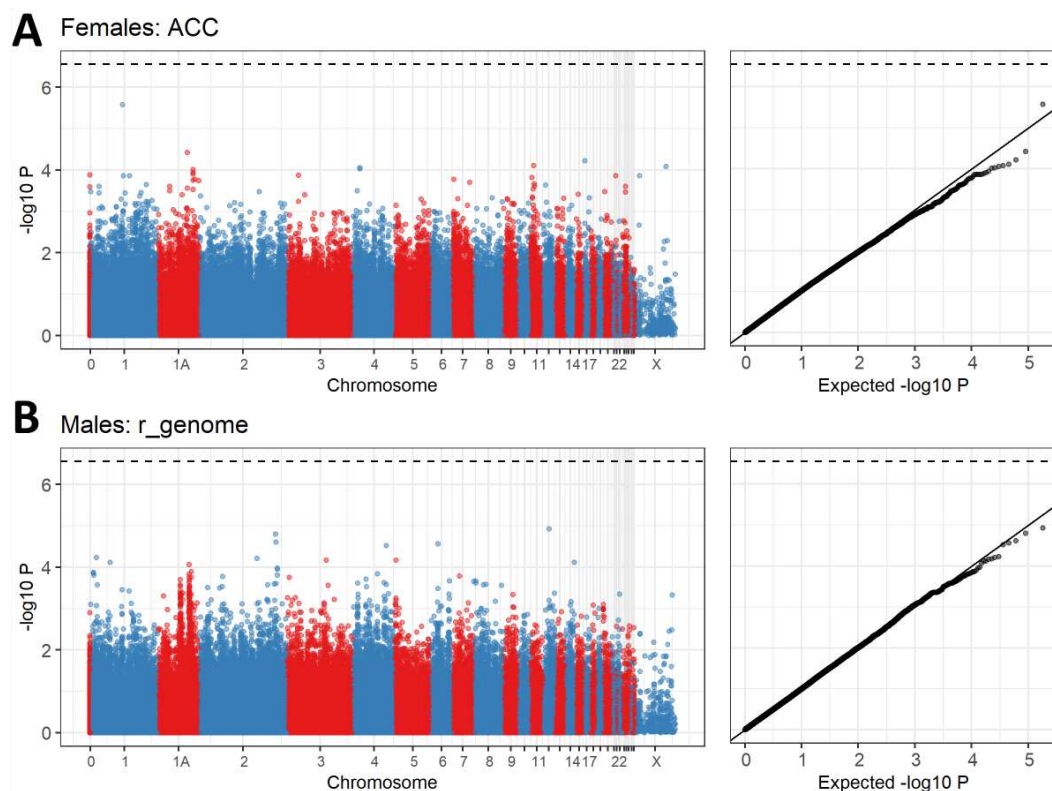 A Females: ACC
-log10 P
6
4
2
0
0 1 1A 2 3 4 5 6 7 8 9 11 14 17 22 X
Chromosome
0 1 2 3 4 5
Expected -log10 P
B Males: r_genome
-log10 P
6
4
2
0
0 1 1A 2 3 4 5 6 7 8 9 11 14 17 22 X
Chromosome
0 1 2 3 4 5
Expected -log10 P